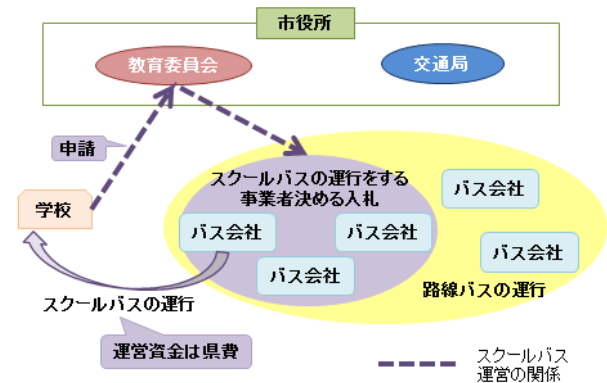 市役所
教育委員会
交通局
申請
スクールバスの運行をする
事業者決める入札
バス会社
学校
バス会社
バス会社
バス会社
バス会社
路線バスの運行
スクールバスの運行
運営資金は県費
スクールバス
運営の関係